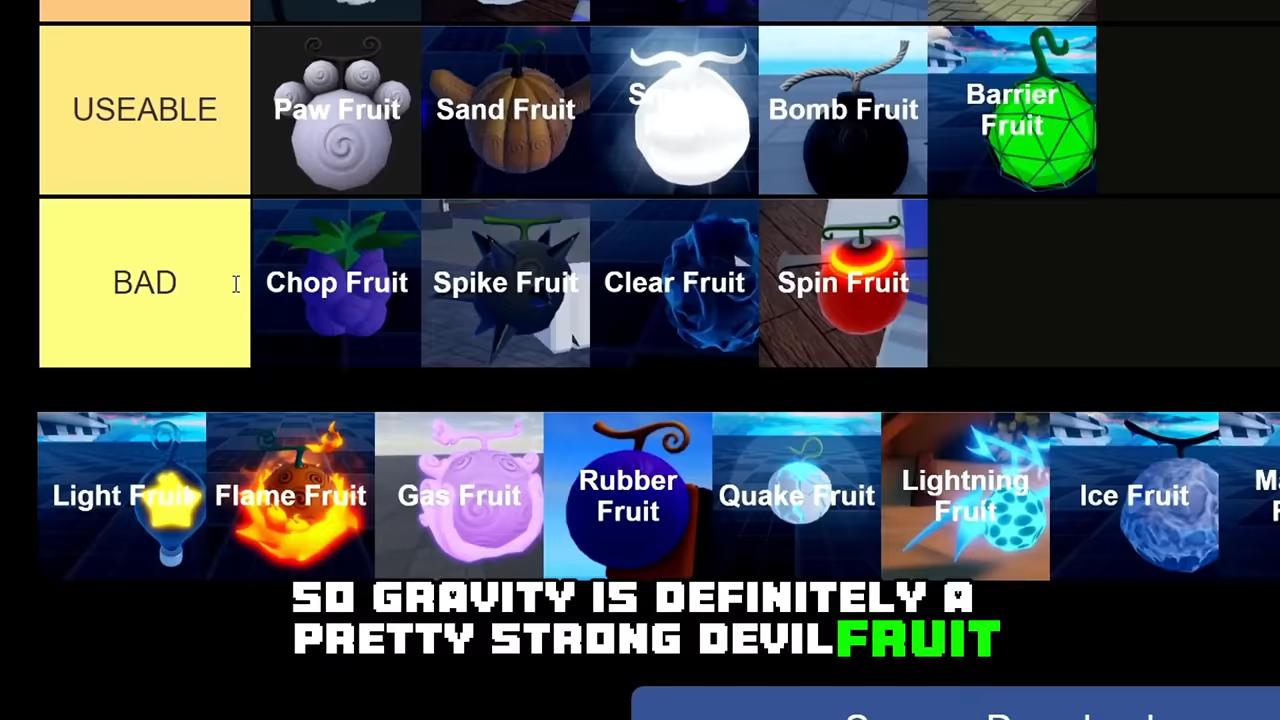 USEABLE
Paw Fruit
Sand Fruit
Bomb Fruit
Barrier
Fruit
BAD
Chop Fruit
Spike Fruit
Clear Fruit
Spin Fruit
Light Fruit
Flame Fruit
Gas Fruit
Rubber
Fruit
Quake Fruit
Lightning
Fruit
Ice Fruit
SO GRAVITY IS DEFINITELY A
PRETTY STRONG DEVIL FRUIT